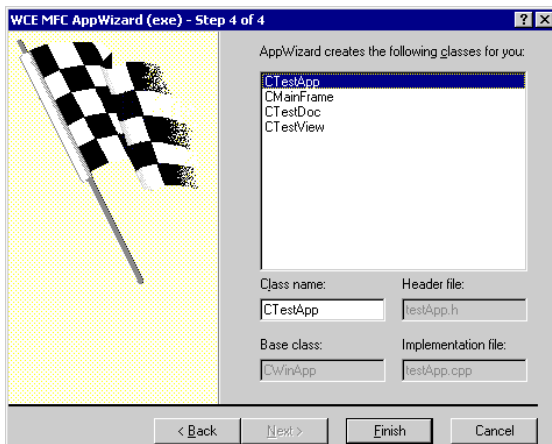 WCE MFC AppWizard (exe) - Step 4 of 4
AppWizard creates the following classes for you:
CTestApp
CMainFrame
CTestDoc
CTestView
Class name:
Header file:
CTestApp
testApp.h
Base class:
Implementation file:
CWinApp
testApp.cpp
< Back
Next >
Finish
Cancel